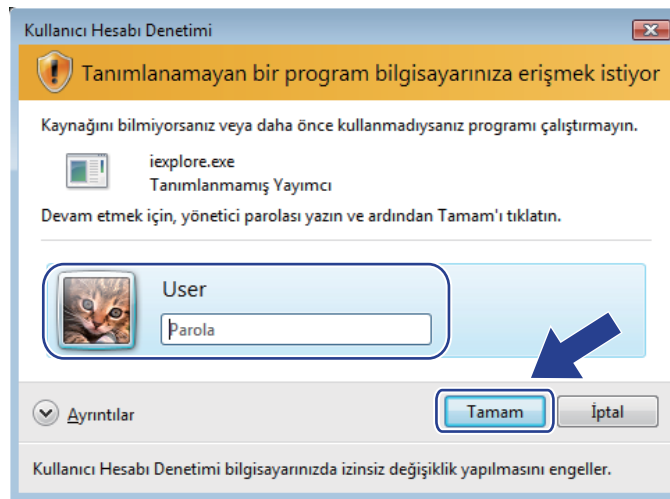 Kullanıcı Hesabı Denetimi
Tanımlanamayan bir program bilgisayarınıza erişmek istiyor
Kaynağını bilmiyorsanız veya daha önce kullanmadıysanız programı çalıştırmayın.
iexplore.exe
Tanımlanmamış Yayımcı
Devam etmek için, yönetici parolası yazın ve ardından Tamam'ı tıklatın.
User
Parola
Ayrıntılar
Tamam
İptal
Kullanıcı Hesabı Denetimi bilgisayarınızda izinsiz değişiklik yapılmasını engeller.